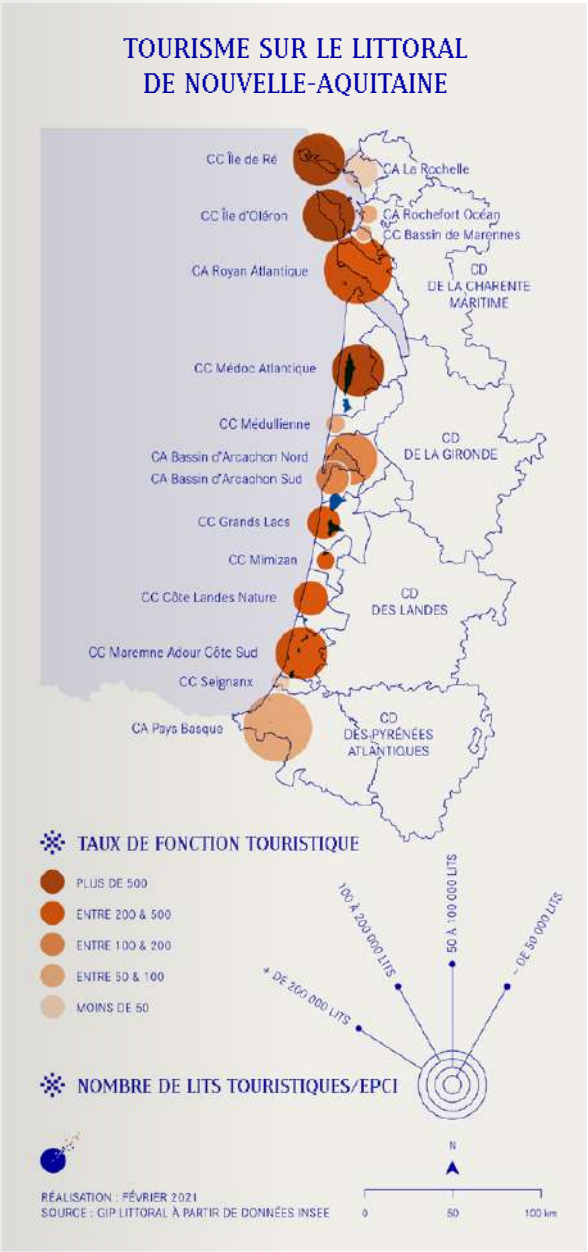 TOURISME SUR LE LITTORAL
DE NOUVELLE-AQUITAINE
CC Île de Ré
CA La Rochelle
CC Île d'Oléron
CA Rochefort Océan
CC Bassin de Marennes
CA Royan Atlantique
CD
DE LA CHARENTE
MARITIME
CC Médoc Atlantique
CC Médullienne
CD
DE LA GIRONDE
CA Bassin d'Arcachon Nord
CA Bassin d'Arcachon Sud
CC Grands Lacs
CC Mimizan
CC Côte Landes Nature
CD
DES LANDES
CC Maremne Adour Côte Sud
CC Seignanx
CA Pays Basque
CD
DES PYRÉNÉES
ATLANTIQUES
TAUX DE FONCTION TOURISTIQUE
PLUS DE 500
ENTRE 200 & 500
ENTRE 100 & 200
ENTRE 50 & 100
MOINS DE 50
+ DE 200 000 LITS
100 À 200 000 LITS
50 À 100 000 LITS
- DE 50 000 LITS
NOMBRE DE LITS TOURISTIQUES/EPCI
RÉALISATION : FÉVRIER 2021
SOURCE : GIP LITTORAL À PARTIR DE DONNÉES INSEE
N
0 50 100 km